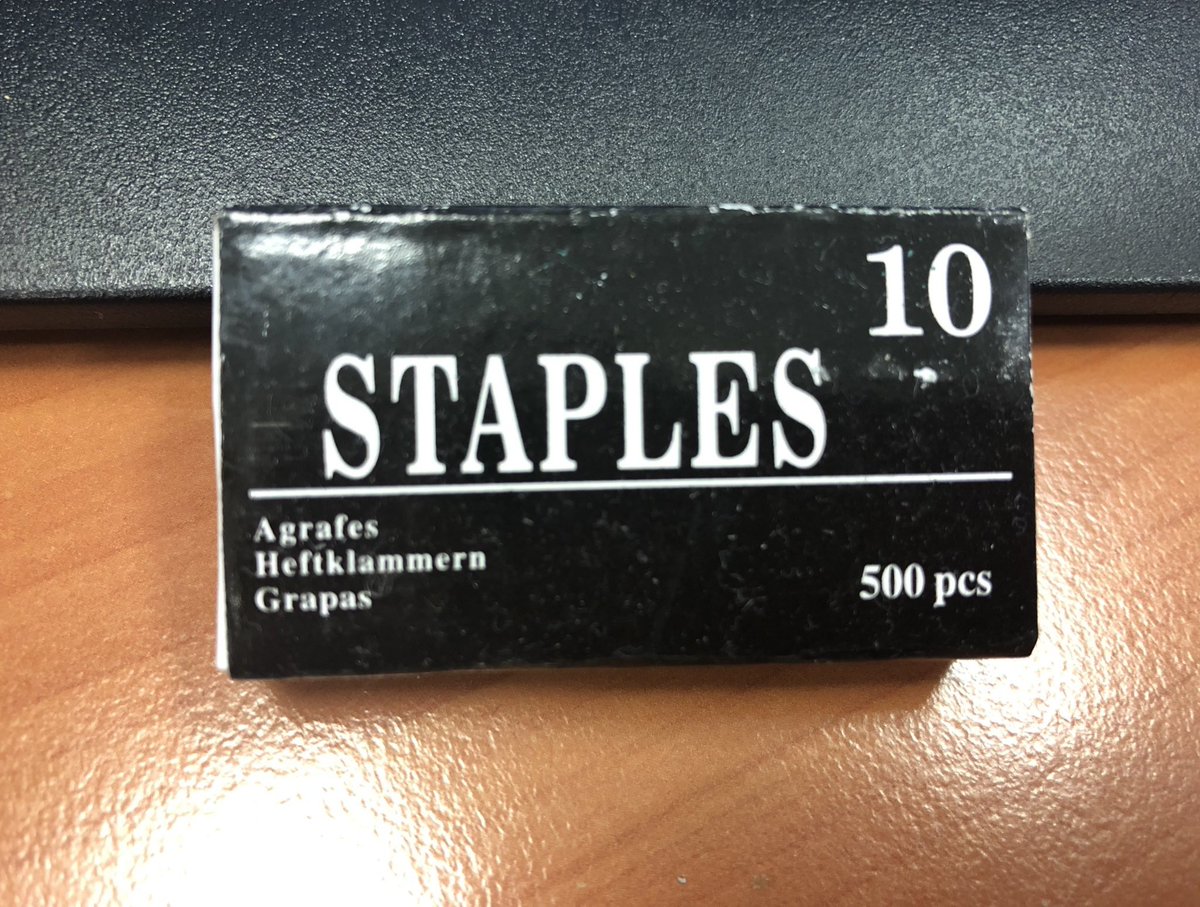 10
STAPLES
Agrafes
Heftklammern
Grapas
500 pcs